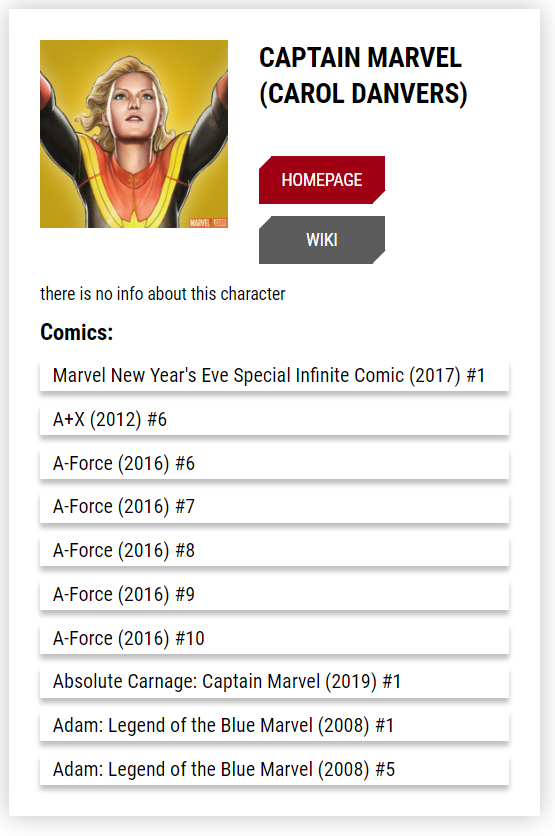 CAPTAIN MARVEL
(CAROL DANVERS)
HOMEPAGE
WIKI
MARVEL
there is no info about this character
Comics:
Marvel New Year's Eve Special Infinite Comic (2017) #1
A+X (2012) #6
A-Force (2016) #6
A-Force (2016) #7
A-Force (2016) #8
A-Force (2016) #9
A-Force (2016) #10
Absolute Carnage: Captain Marvel (2019) #1
Adam: Legend of the Blue Marvel (2008) #1
Adam: Legend of the Blue Marvel (2008) #5